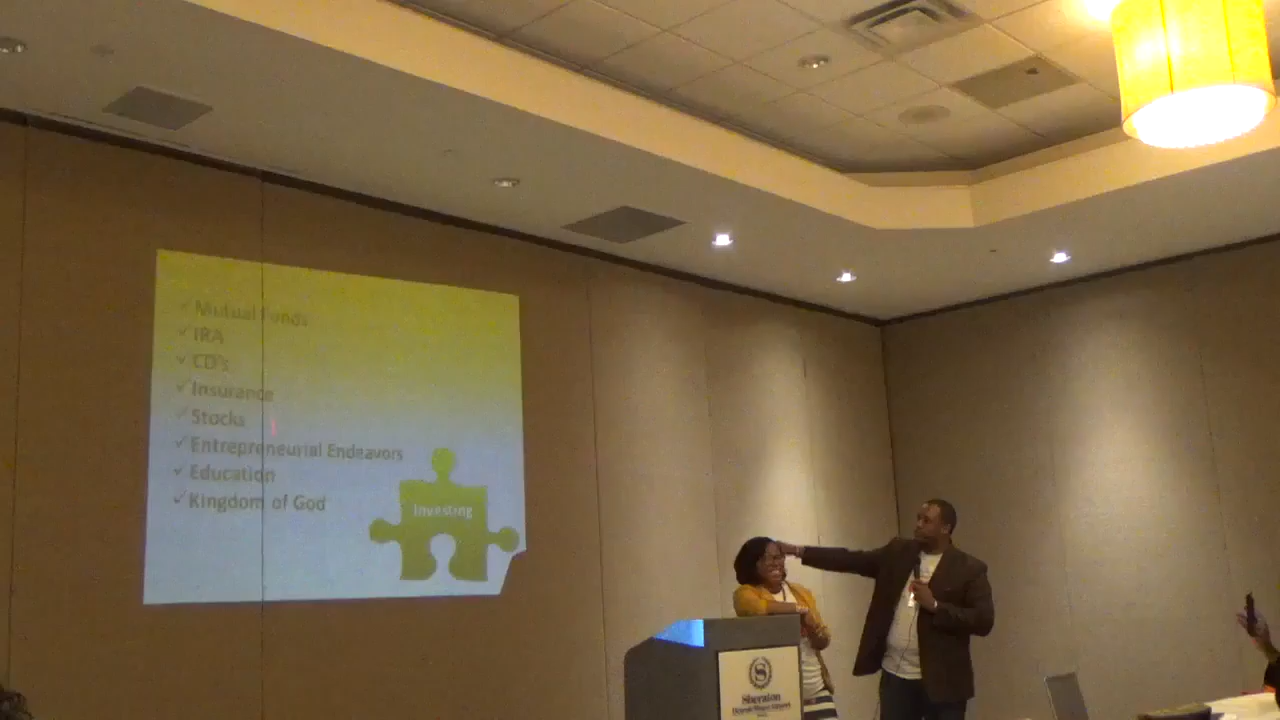 Mutual Funds
IRA
CD's
Insurance
Stocks
Entrepreneurial Endeavors
Education
Kingdom of God
Investing
S
Sheraton